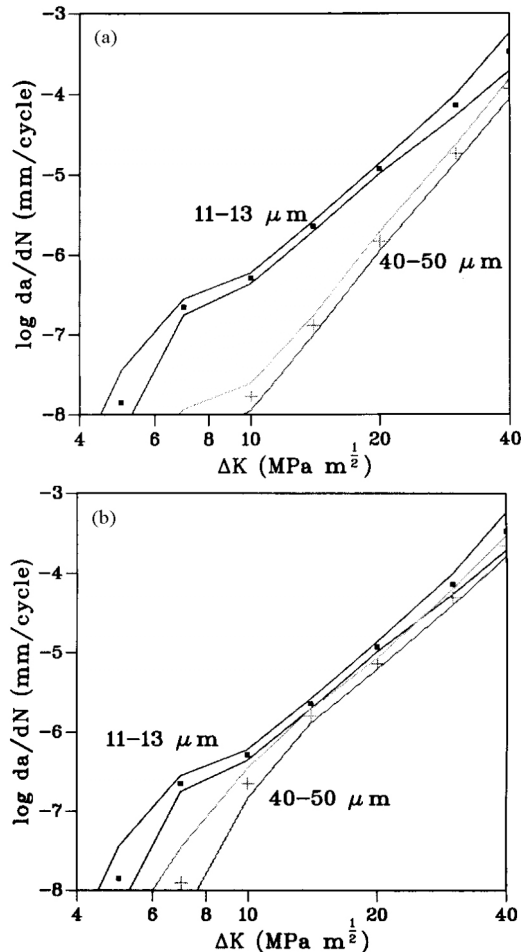 (a)
log da/dN (mm/cycle)
-3
-4
-5
-6
-7
-8
11-13 μm
40-50 μm
4 6 8 10 20 40
ΔK (MPa m^{1/2})
(b)
log da/dN (mm/cycle)
-3
-4
-5
-6
-7
-8
11-13 μm
40-50 μm
4 6 8 10 20 40
ΔK (MPa m^{1/2})